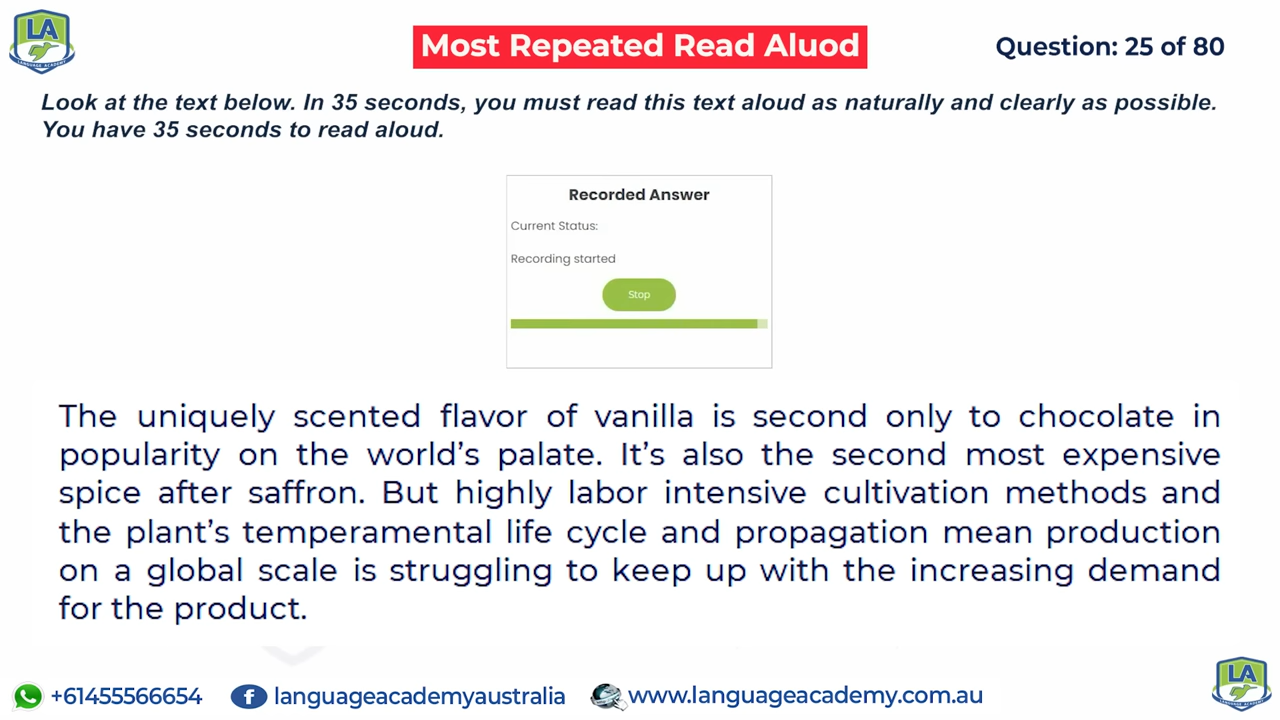 LA
LANGUAGE ACADEMY
Most Repeated Read Aluod
Question: 25 of 80
Look at the text below. In 35 seconds, you must read this text aloud as naturally and clearly as possible.
You have 35 seconds to read aloud.
Recorded Answer
Current Status:
Recording started
Stop
The uniquely scented flavor of vanilla is second only to chocolate in
popularity on the world’s palate. It’s also the second most expensive
spice after saffron. But highly labor intensive cultivation methods and
the plant’s temperamental life cycle and propagation mean production
on a global scale is struggling to keep up with the increasing demand
for the product.
+61455566654
languageacademyaustralia
www.languageacademy.com.au
LA
LANGUAGE ACADEMY